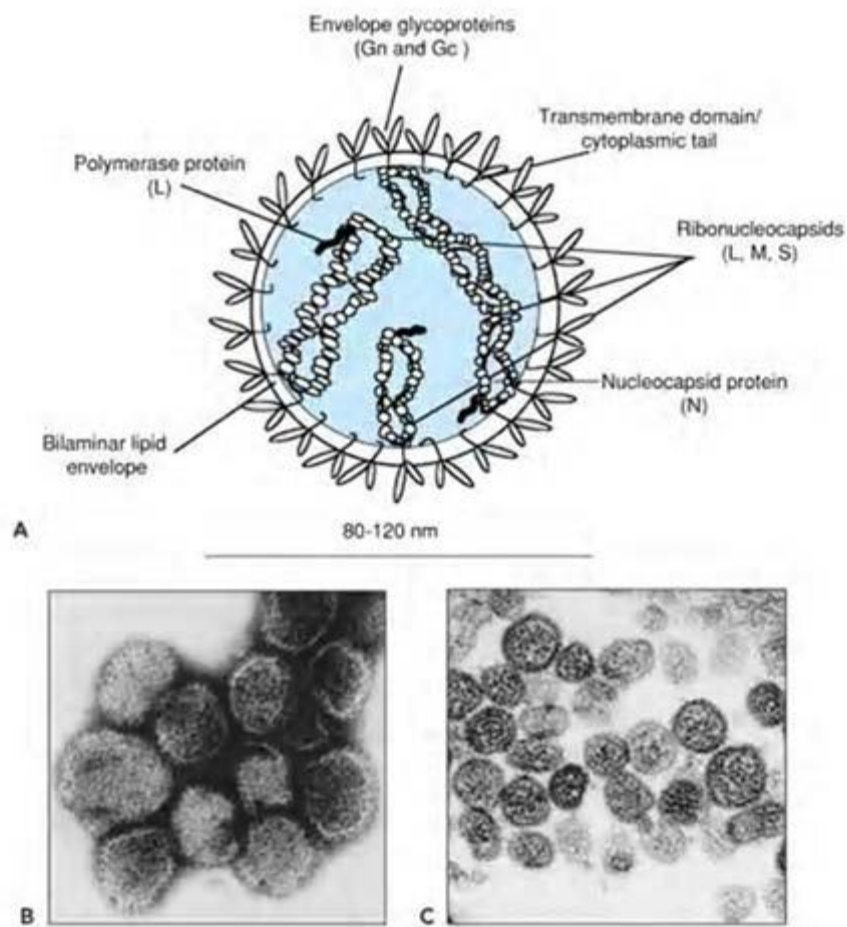 Envelope glycoproteins
(Gn and Gc )
Transmembrane domain/
cytoplasmic tail
Polymerase protein
(L)
Ribonucleocapsids
(L, M, S)
Nucleocapsid protein
(N)
Bilaminar lipid
envelope
A
80-120 nm
B
C